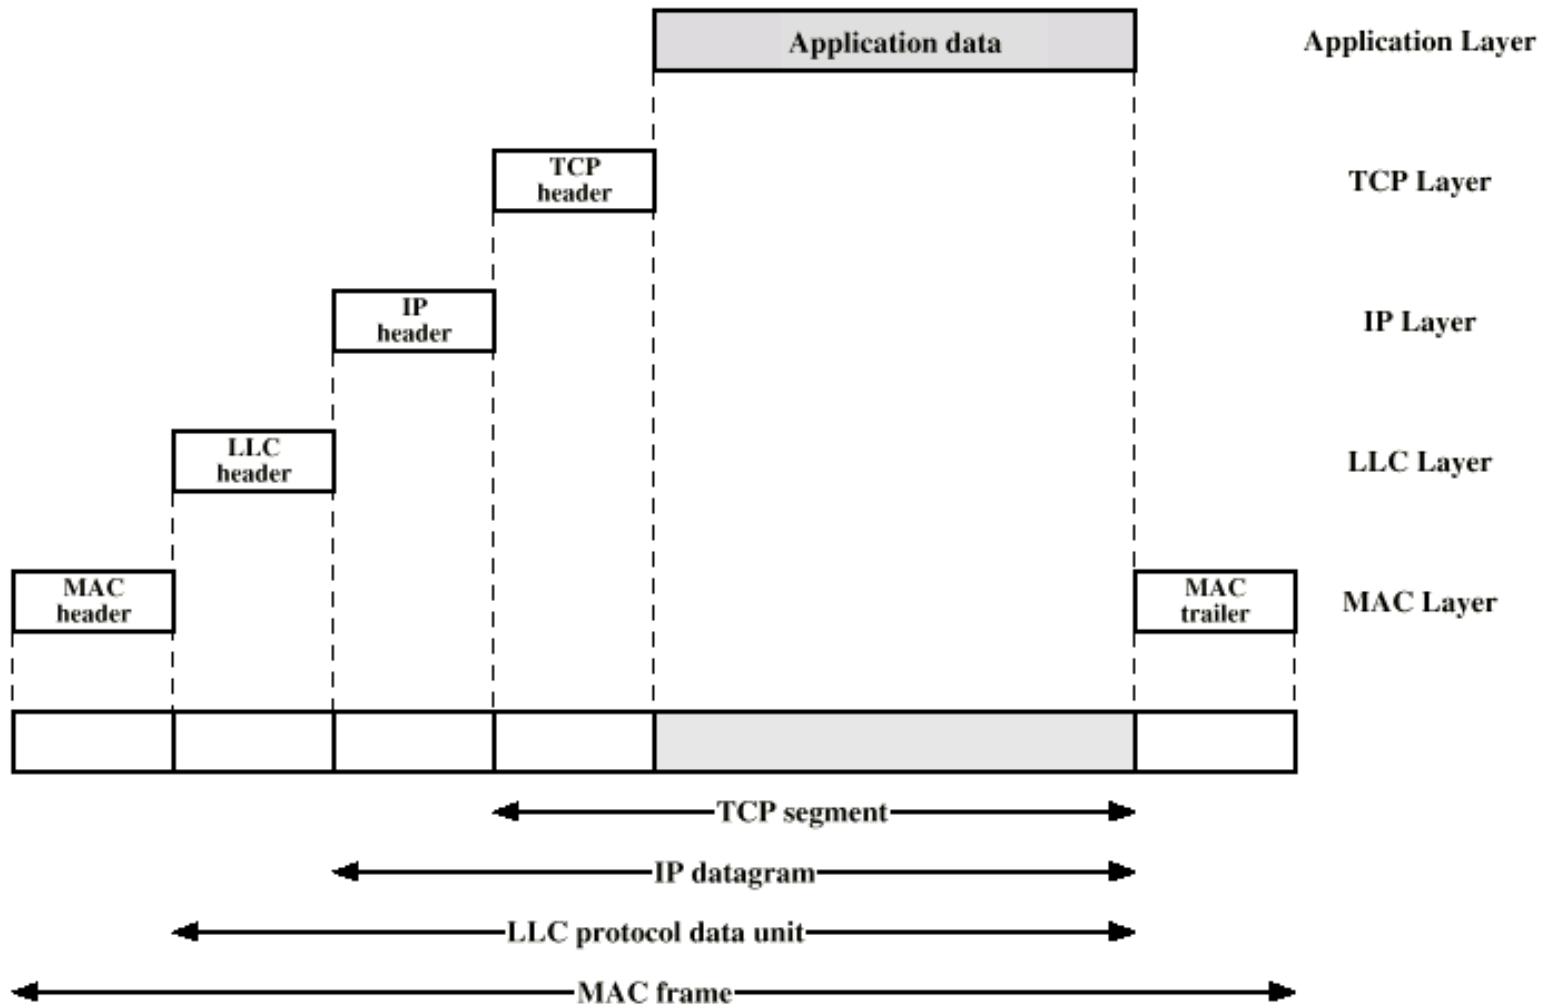 Application data
Application Layer
TCP
header
TCP Layer
IP
header
IP Layer
LLC
header
LLC Layer
MAC
header
MAC
trailer
MAC Layer
TCP segment
IP datagram
LLC protocol data unit
MAC frame